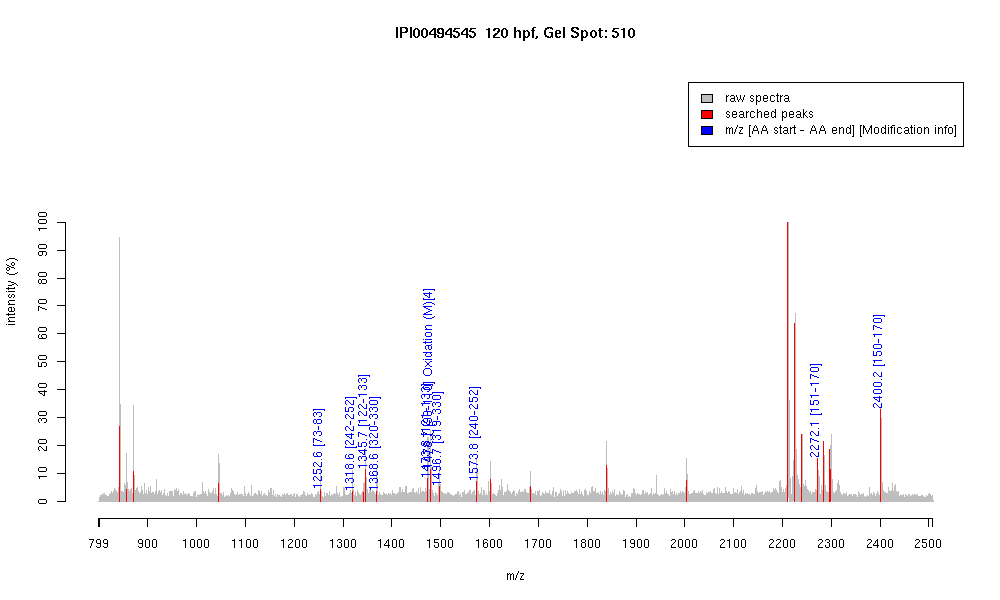 IPI00494545 120 hpf, Gel Spot: 510
raw spectra
searched peaks
m/z [AA start - AA end] [Modification info]
intensity (%)
100
90
80
70
60
50
40
30
20
10
0
1252.6 [73-83]
1318.6 [242-252]
1345.7 [122-133]
1368.6 [320-330]
Oxidation (M)[4]
1496.7 [319-330]
1573.8 [240-252]
2272.1 [151-170]
2400.2 [150-170]
799 900 1000 1100 1200 1300 1400 1500 1600 1700 1800 1900 2000 2100 2200 2300 2400 2500
m/z